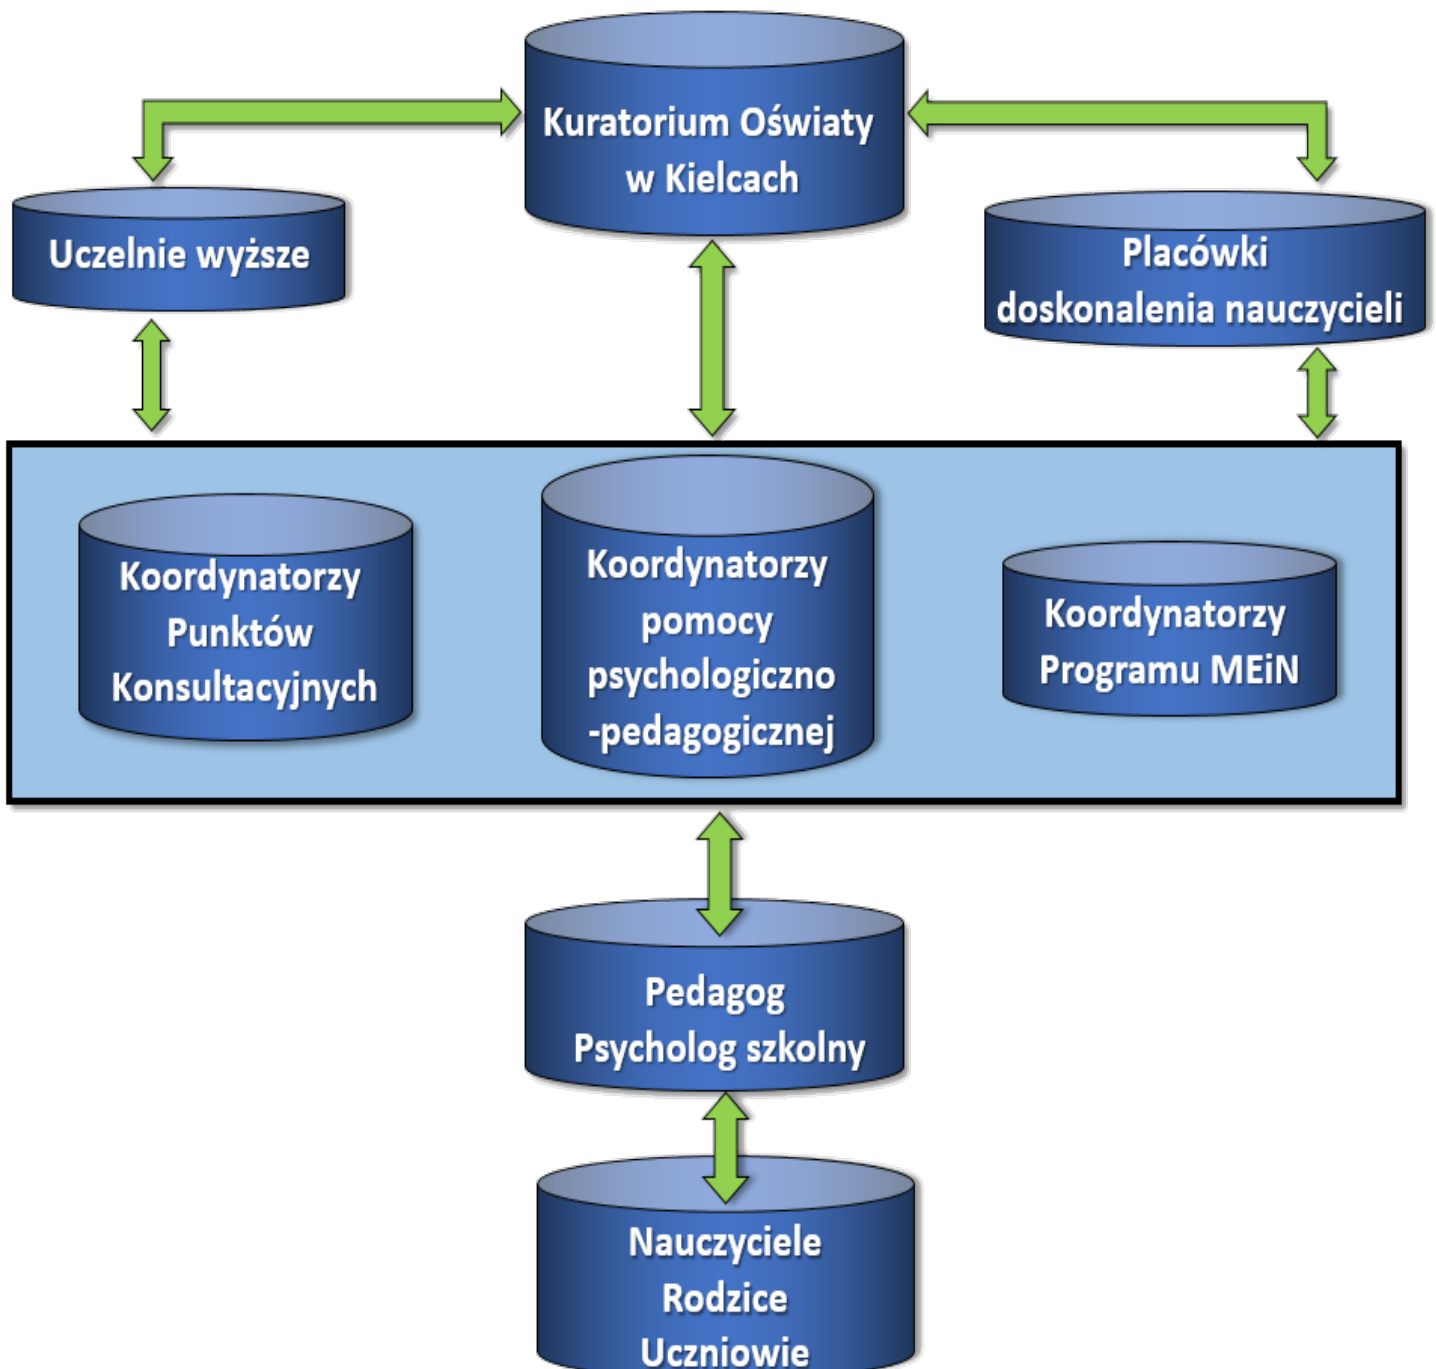 Kuratorium Oświaty
w Kielcach
Uczelnie wyższe
Placówki
doskonalenia nauczycieli
Koordynatorzy
Punktów
Konsultacyjnych
Koordynatorzy
pomocy
psychologiczno
-pedagogicznej
Koordynatorzy
Programu MEiN
Pedagog
Psycholog szkolny
Nauczyciele
Rodzice
Uczniowie